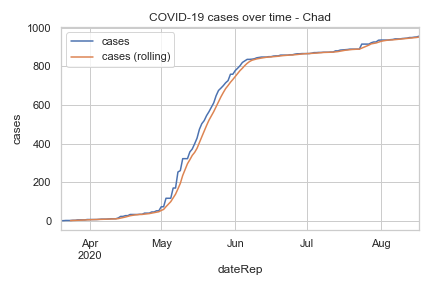 COVID-19 cases over time - Chad
cases
cases (rolling)
1000
800
600
400
200
0
cases
Apr
2020
May
Jun
Jul
Aug
dateRep